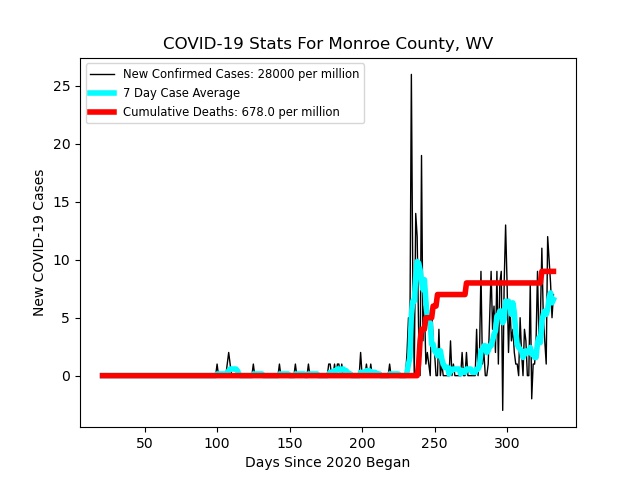 COVID-19 Stats For Monroe County, WV
New Confirmed Cases: 28000 per million
7 Day Case Average
Cumulative Deaths: 678.0 per million
25
20
15
10
5
0
New COVID-19 Cases
50 100 150 200 250 300
Days Since 2020 Began